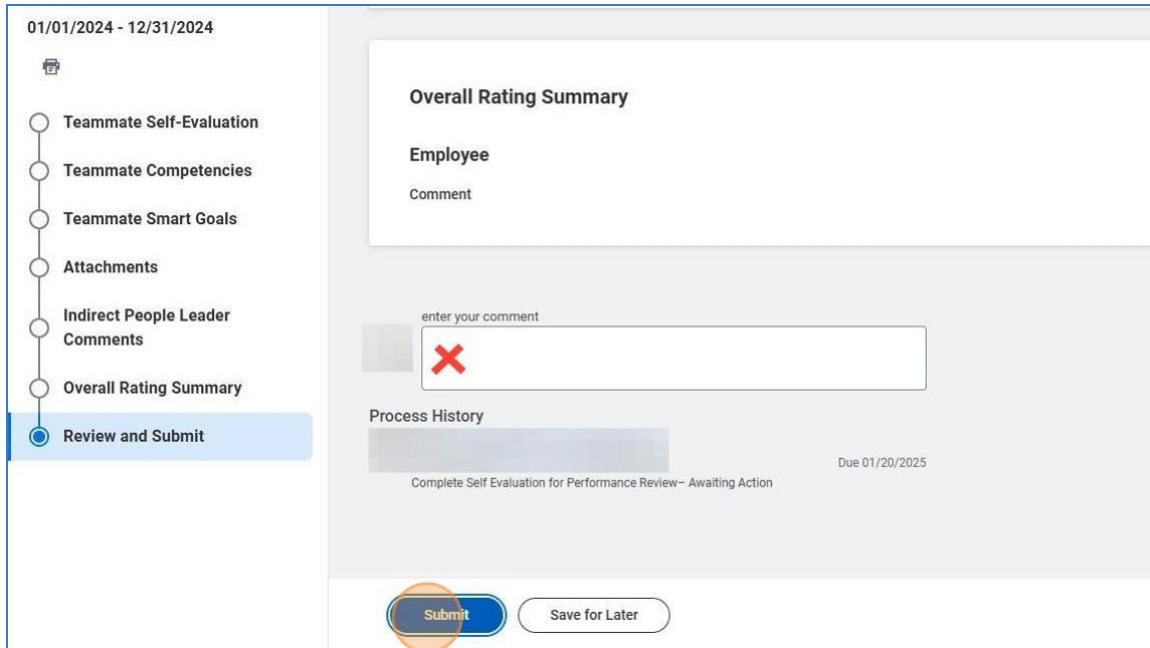 01/01/2024 - 12/31/2024
Teammate Self-Evaluation
Teammate Competencies
Teammate Smart Goals
Attachments
Indirect People Leader
Comments
Overall Rating Summary
Review and Submit
Overall Rating Summary
Employee
Comment
enter your comment
Process History
Due 01/20/2025
Complete Self Evaluation for Performance Review– Awaiting Action
Submit
Save for Later